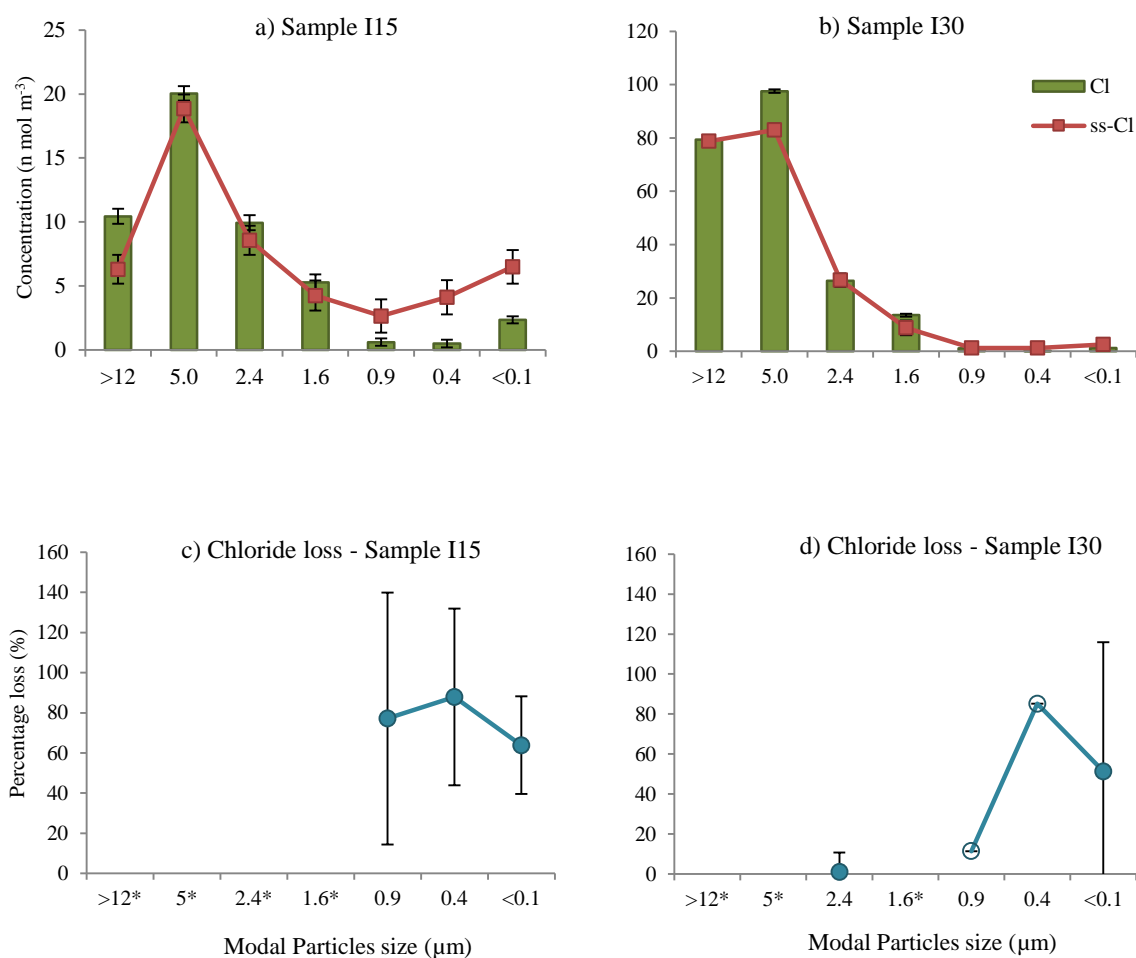 a) Sample I15
25
20
15
10
5
0
Concentration (n mol m-3)
>12 5.0 2.4 1.6 0.9 0.4 <0.1
b) Sample I30
120
100
80
60
40
20
0
Cl
ss-Cl
>12 5.0 2.4 1.6 0.9 0.4 <0.1
c) Chloride loss - Sample I15
160
140
120
100
80
60
40
20
0
Percentage loss (%)
>12* 5* 2.4* 1.6* 0.9 0.4 <0.1
Modal Particles size (µm)
d) Chloride loss - Sample I30
160
140
120
100
80
60
40
20
0
>12* 5* 2.4 1.6* 0.9 0.4 <0.1
Modal Particles size (µm)